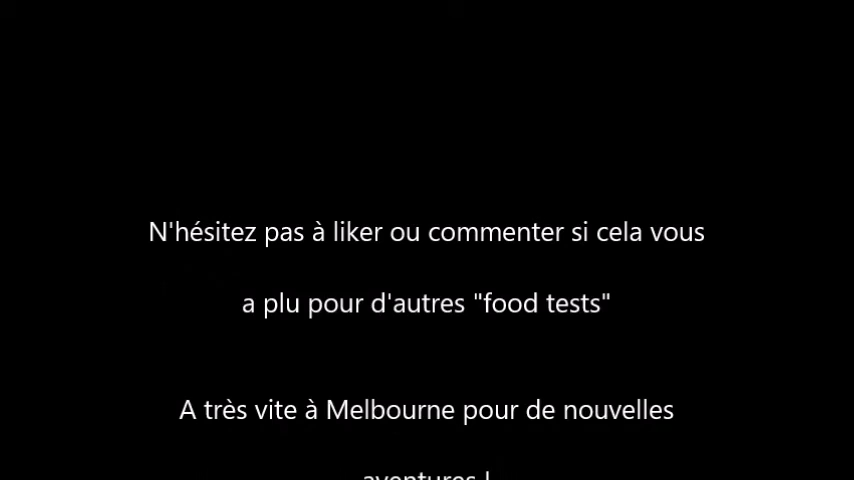 N'hésitez pas à liker ou commenter si cela vous
a plu pour d'autres "food tests"
A très vite à Melbourne pour de nouvelles
aventures !